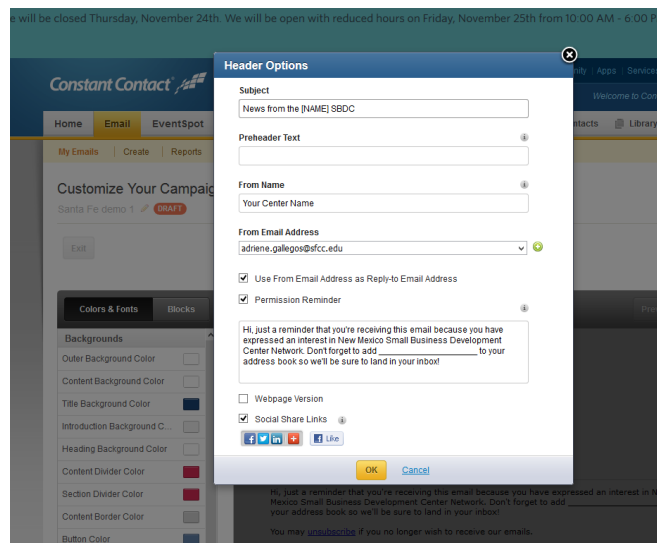 e will be closed Thursday, November 24th. We will be open with reduced hours on Friday, November 25th from 10:00 AM - 6:00 P
Header Options
Constant Contact
nity | Apps | Services
Welcome to Con
Home Email EventSpot
ntacts Library
My Emails | Create | Reports
Customize Your Campaig
Santa Fe demo 1 DRAFT
Exit
Colors & Fonts Blocks
Pre
Backgrounds
Outer Background Color
Content Background Color
Title Background Color
Introduction Background C...
Heading Background Color
Content Divider Color
Section Divider Color
Content Border Color
Button Color
Subject
News from the [NAME] SBDC
Preheader Text
From Name
Your Center Name
From Email Address
adriene.gallegos@sfcc.edu
Use From Email Address as Reply-to Email Address
Permission Reminder
Hi, just a reminder that you're receiving this email because you have
expressed an interest in New Mexico Small Business Development
Center Network. Don't forget to add ____________________ to your
address book so we'll be sure to land in your inbox!
Webpage Version
Social Share Links
f in + f Like
OK Cancel
Hi, just a reminder that you're receiving this email because you have expressed an interest in N
Mexico Small Business Development Center Network. Don't forget to add ____________________
your address book so we'll be sure to land in your inbox!
You may unsubscribe if you no longer wish to receive our emails.